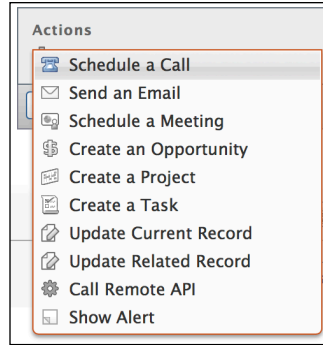 Actions
Schedule a Call
Send an Email
Schedule a Meeting
Create an Opportunity
Create a Project
Create a Task
Update Current Record
Update Related Record
Call Remote API
Show Alert